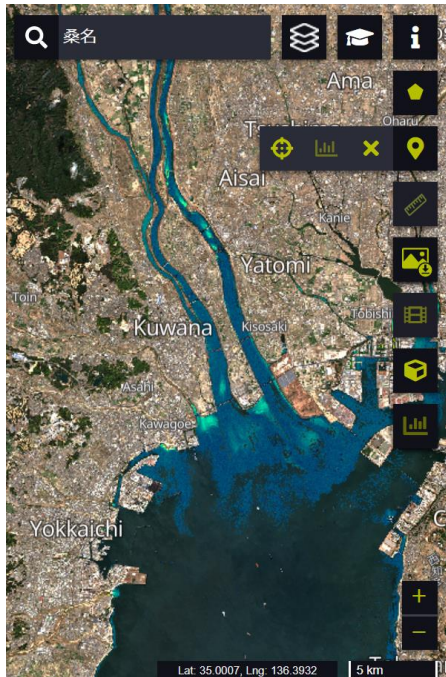 桑名
Ama
Oharu
Aisai
Kanie
Yatomi
Toin
Tobishi
Kuwana
Kisosaki
Asahi
Kawagoe
Yokkaichi
Lat: 35.0007, Lng: 136.3932
5 km